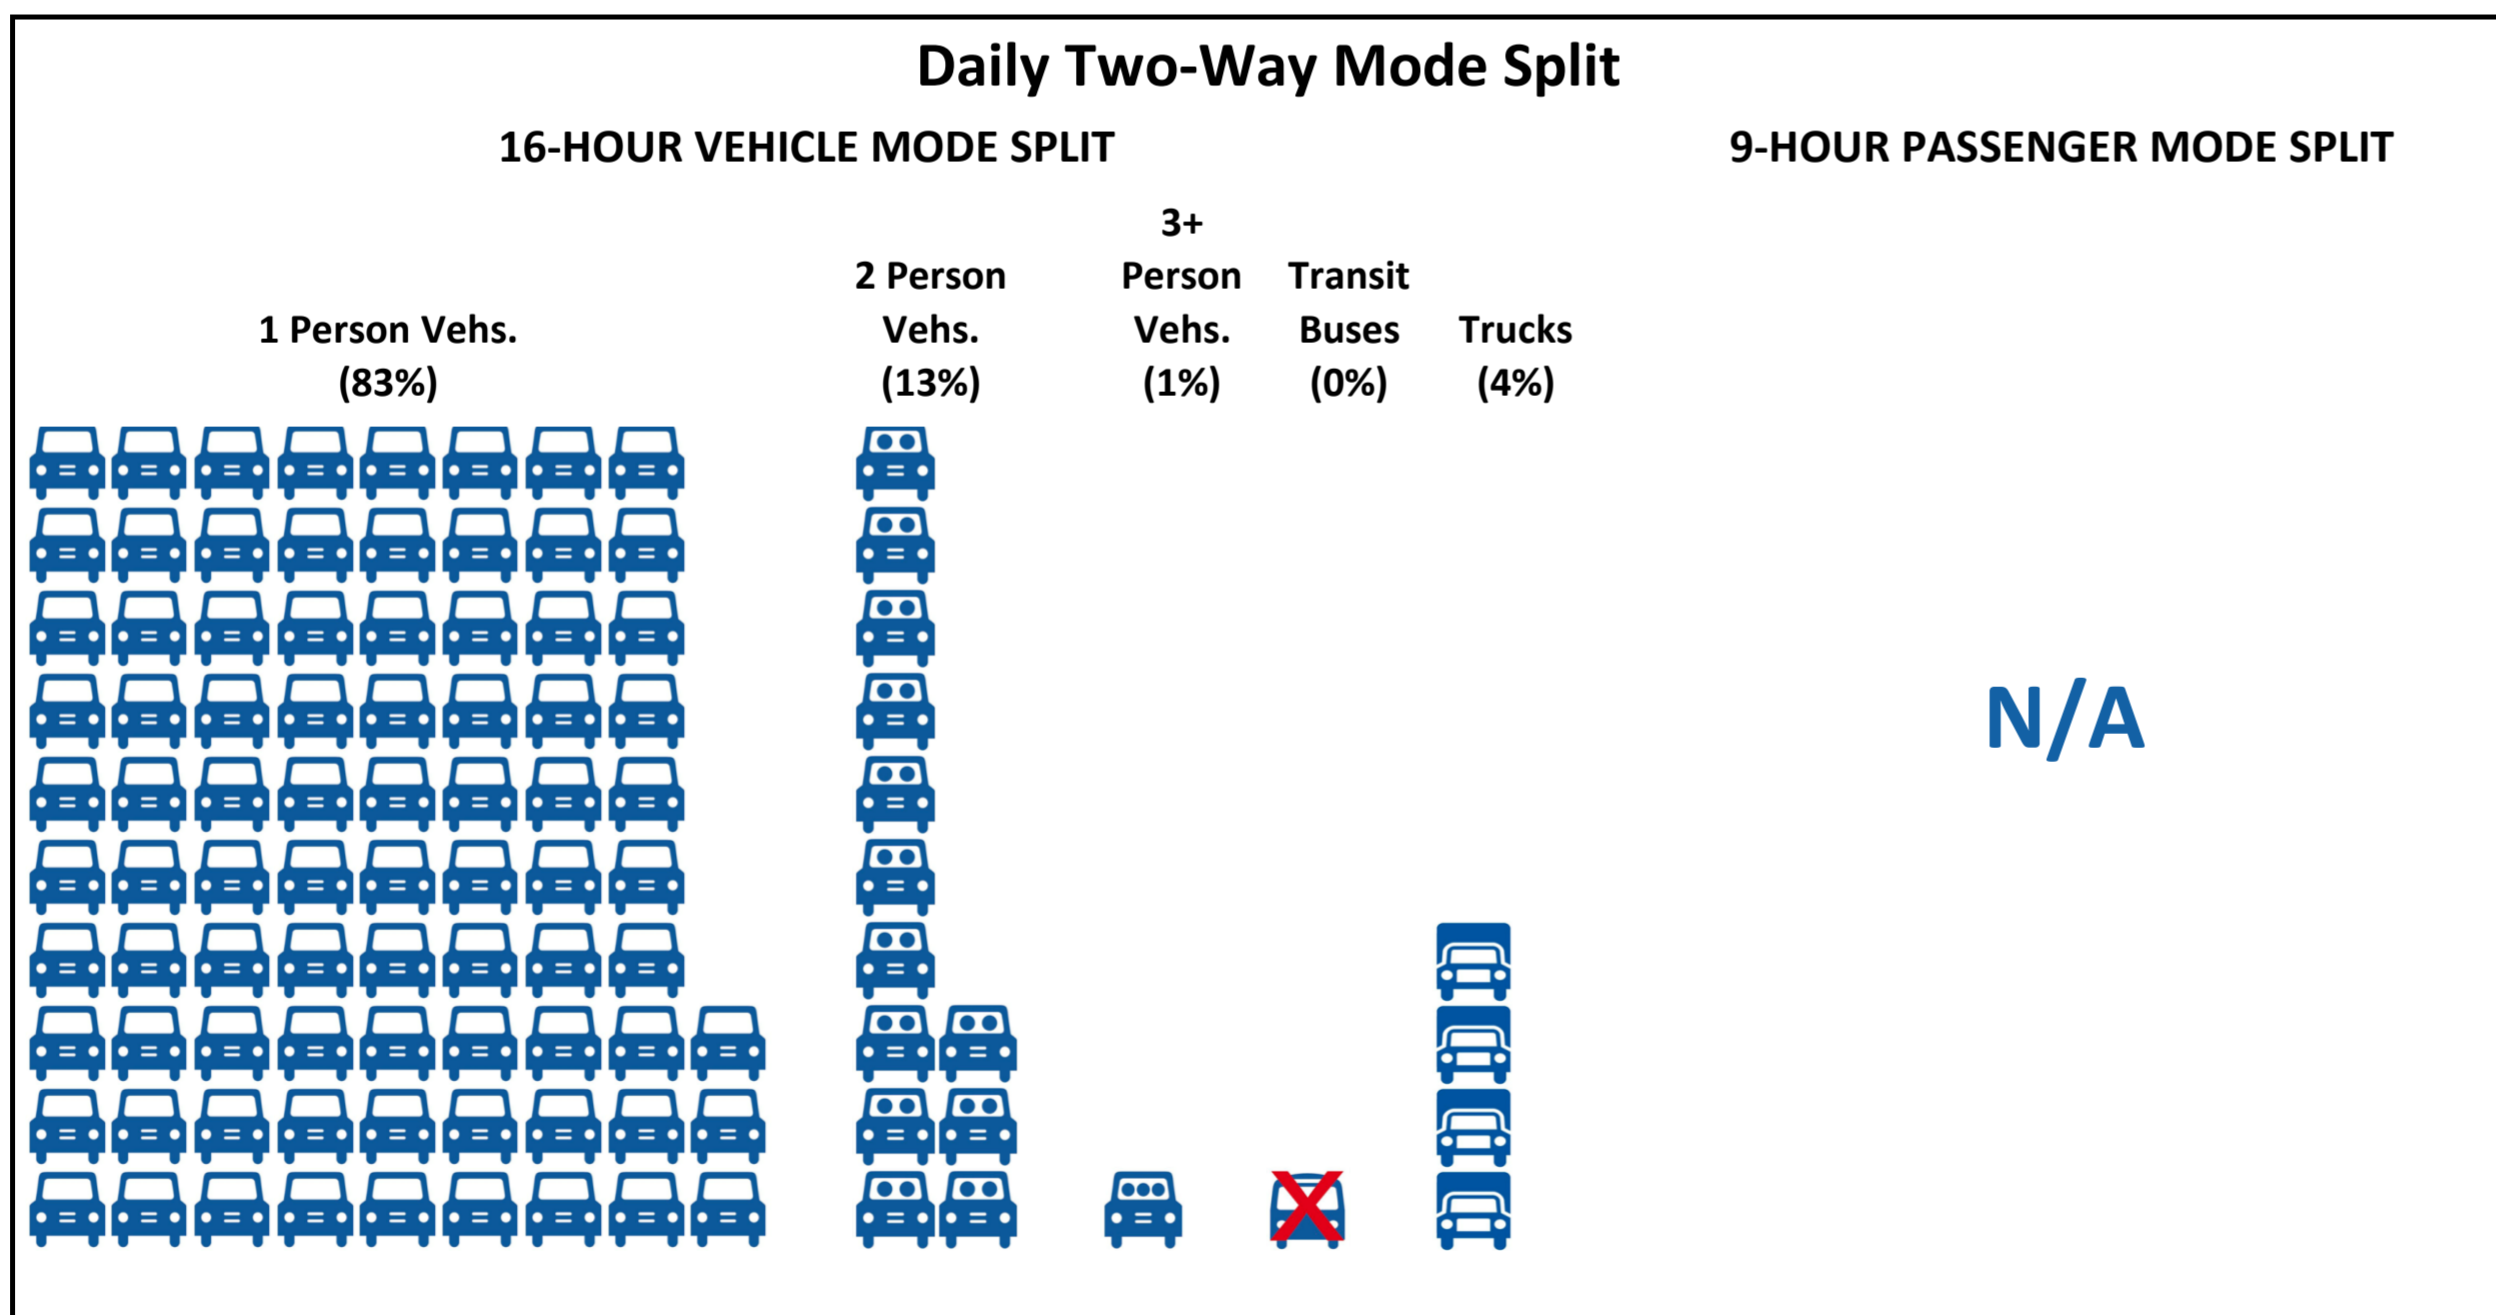 Daily Two-Way Mode Split
16-HOUR VEHICLE MODE SPLIT
9-HOUR PASSENGER MODE SPLIT
1 Person Vehs.
(83%)
2 Person
Vehs.
(13%)
3+
Person
Vehs.
(1%)
Transit
Buses
(0%)
Trucks
(4%)
N/A